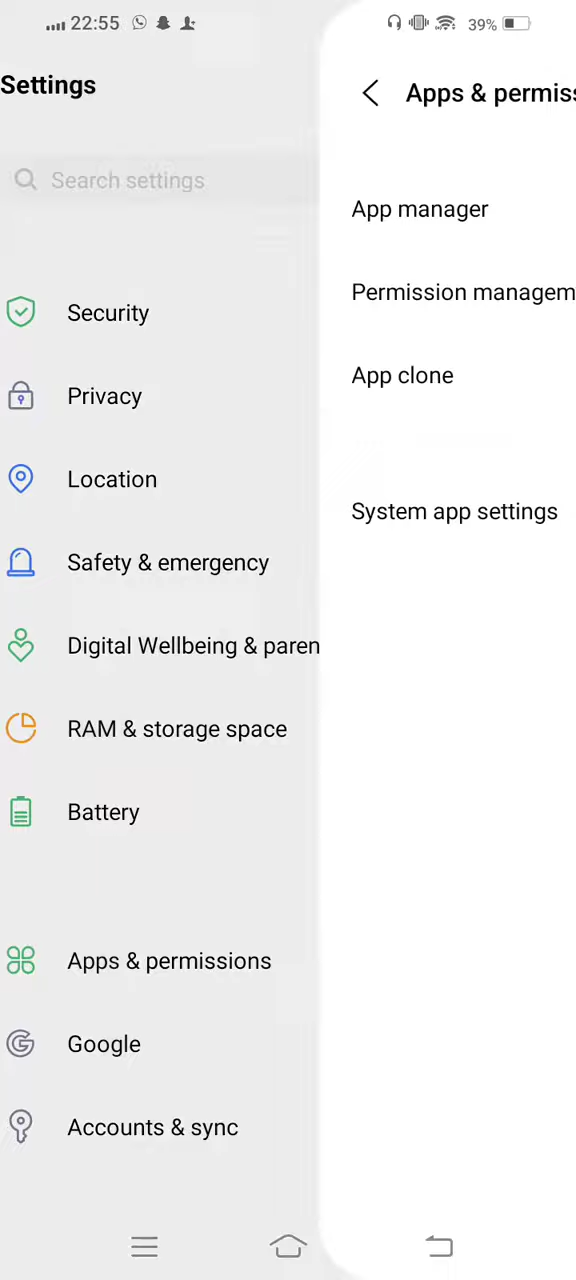 22:55
39%
Settings
Search settings
Security
Privacy
Location
Safety & emergency
Digital Wellbeing & paren
RAM & storage space
Battery
Apps & permissions
Google
Accounts & sync
Apps & permiss
App manager
Permission managem
App clone
System app settings